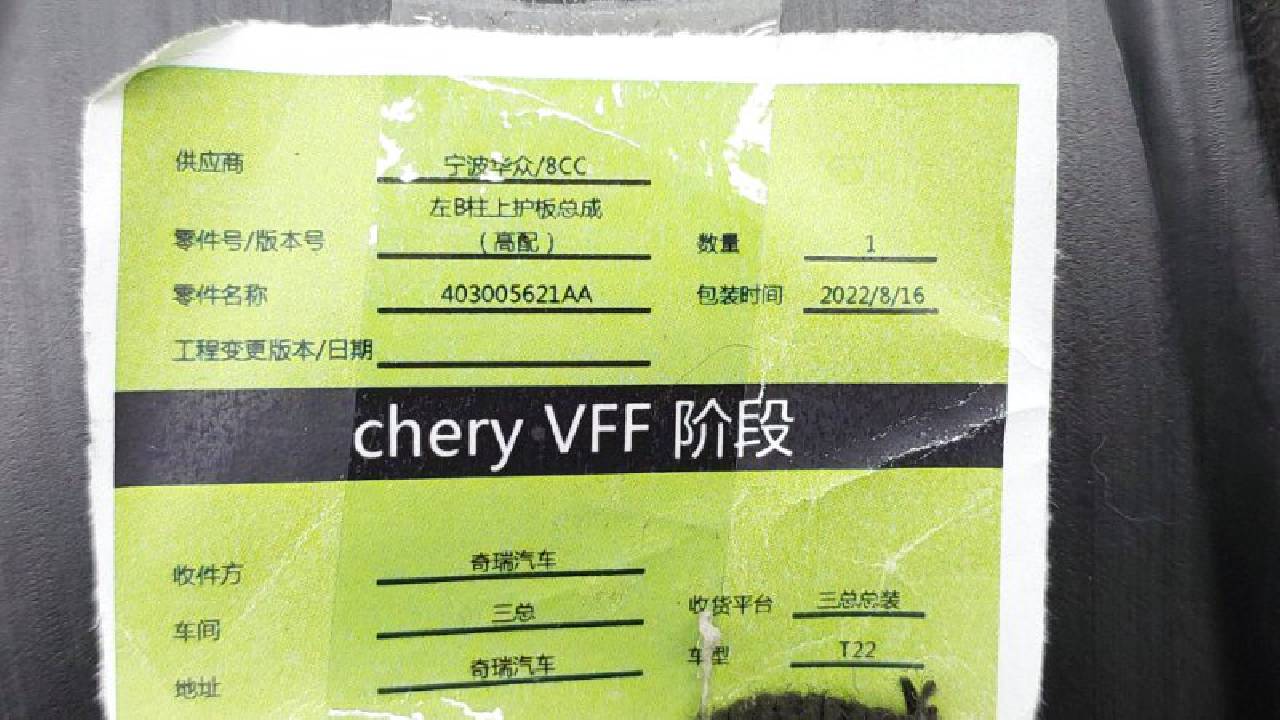 供应商 宁波华众/8CC
左B柱上护板总成
零件号/版本号 （高配） 数量 1
零件名称 403005621AA 包装时间 2022/8/16
工程变更版本/日期
chery VFF 阶段
收件方 奇瑞汽车
车间 三总 收货平台 三总总装
地址 奇瑞汽车 车型 T22